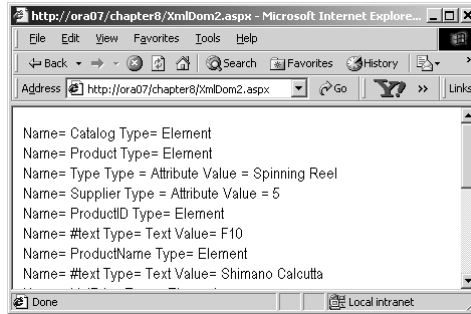 http://ora07/chapter8/XmlDom2.aspx - Microsoft Internet Explore...
File Edit View Favorites Tools Help
Back Search Favorites History
Address http://ora07/chapter8/XmlDom2.aspx Go Y? » Links
Name= Catalog Type= Element
Name= Product Type= Element
Name= Type Type = Attribute Value = Spinning Reel
Name= Supplier Type = Attribute Value = 5
Name= ProductID Type= Element
Name= #text Type= Text Value= F10
Name= ProductName Type= Element
Name= #text Type= Text Value= Shimano Calcutta
Done Local intranet